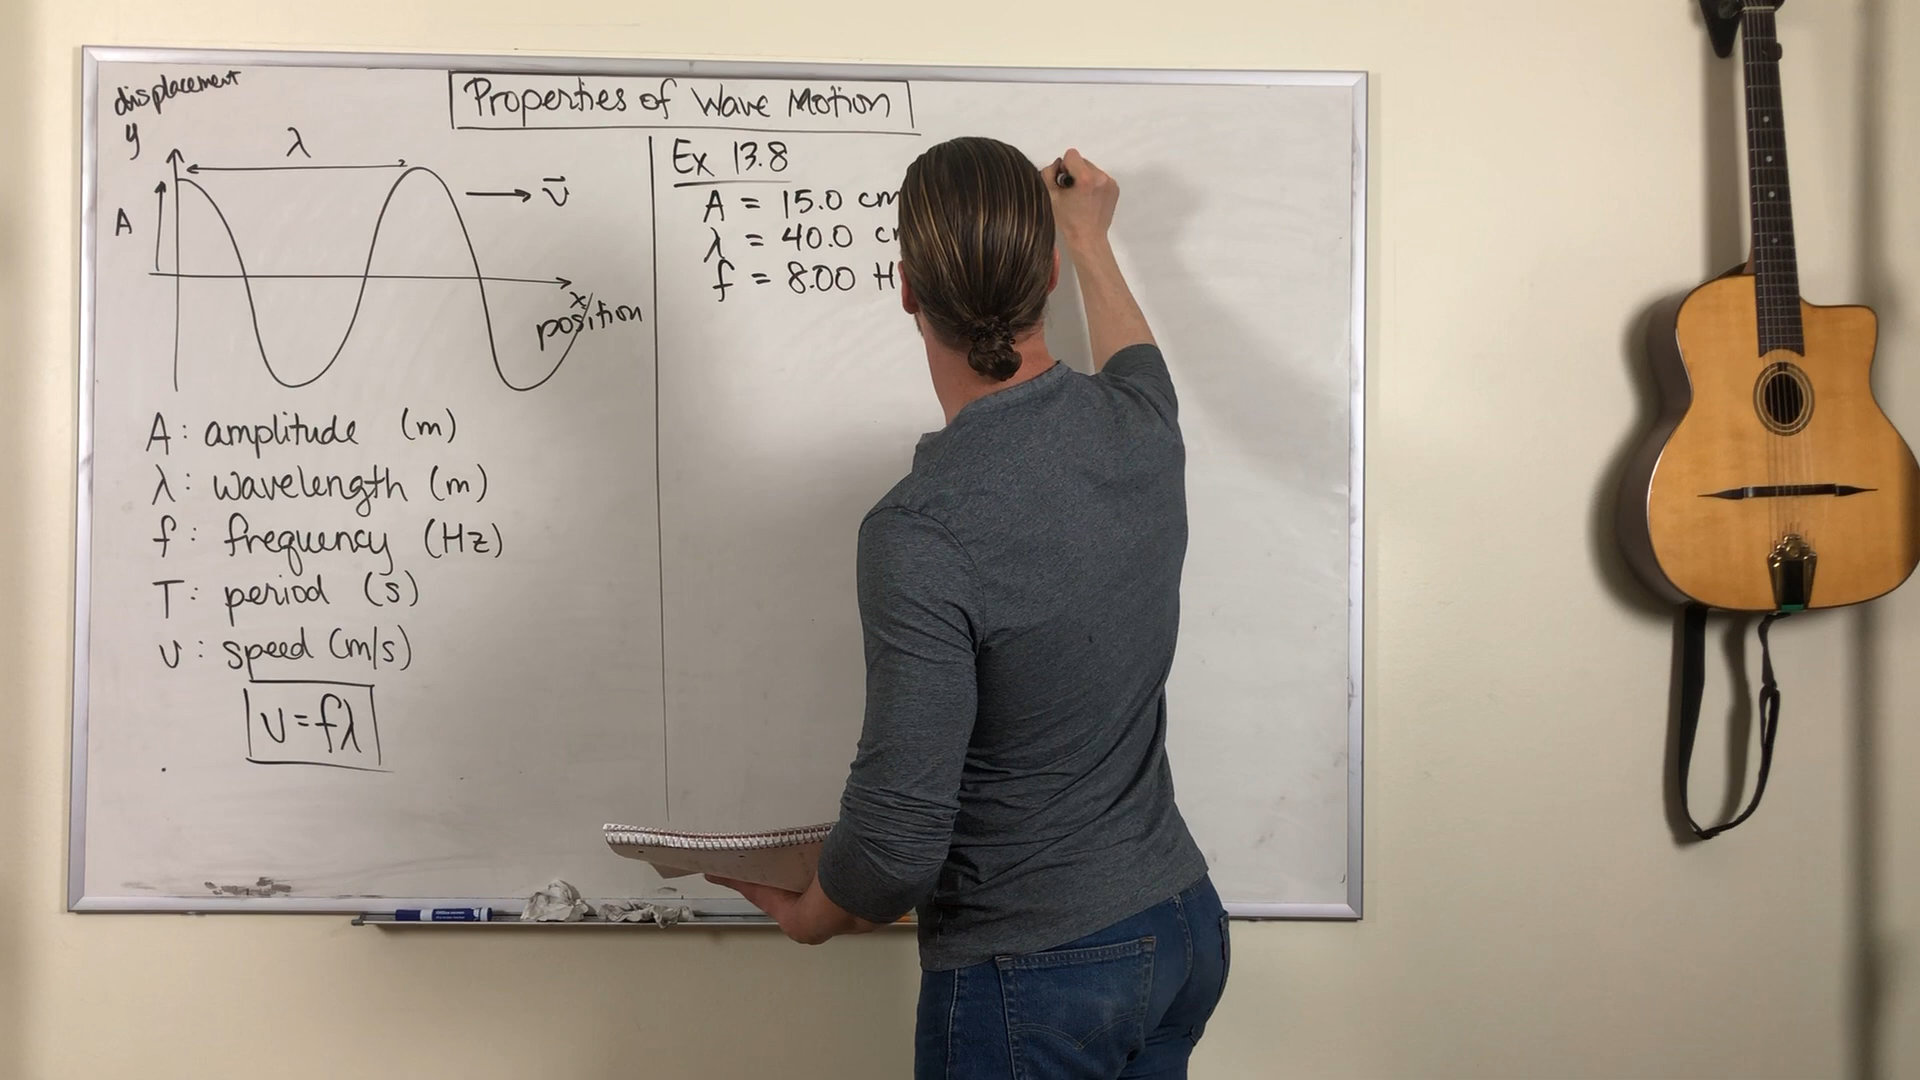 displacement
y
Properties of Wave Motion
λ
v
A
x/
position
A: amplitude (m)
λ: wavelength (m)
f: frequency (Hz)
T: period (s)
v: speed (m/s)
v=fλ
Ex 13.8
A = 15.0 cm
λ = 40.0 c
f = 8.00 H